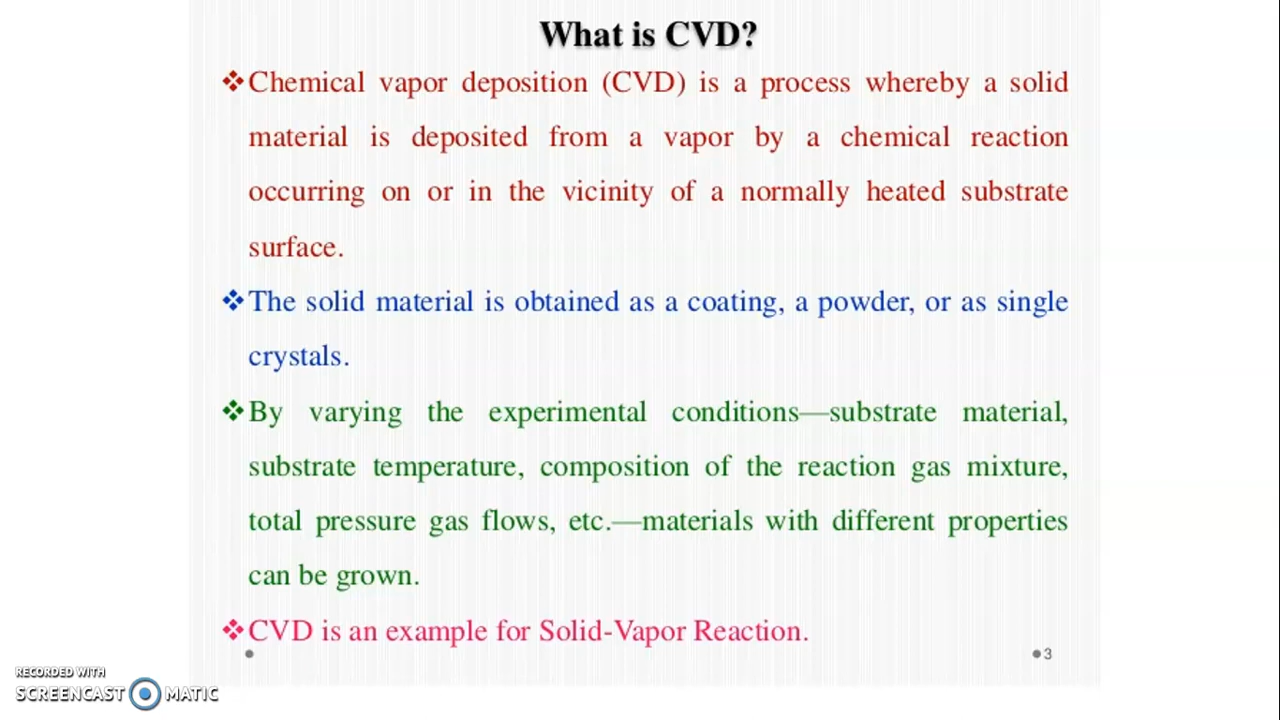 What is CVD?
❖Chemical vapor deposition (CVD) is a process whereby a solid
material is deposited from a vapor by a chemical reaction
occurring on or in the vicinity of a normally heated substrate
surface.
❖The solid material is obtained as a coating, a powder, or as single
crystals.
❖By varying the experimental conditions—substrate material,
substrate temperature, composition of the reaction gas mixture,
total pressure gas flows, etc.—materials with different properties
can be grown.
❖CVD is an example for Solid-Vapor Reaction.
●3
RECORDED WITH
SCREENCAST MATIC